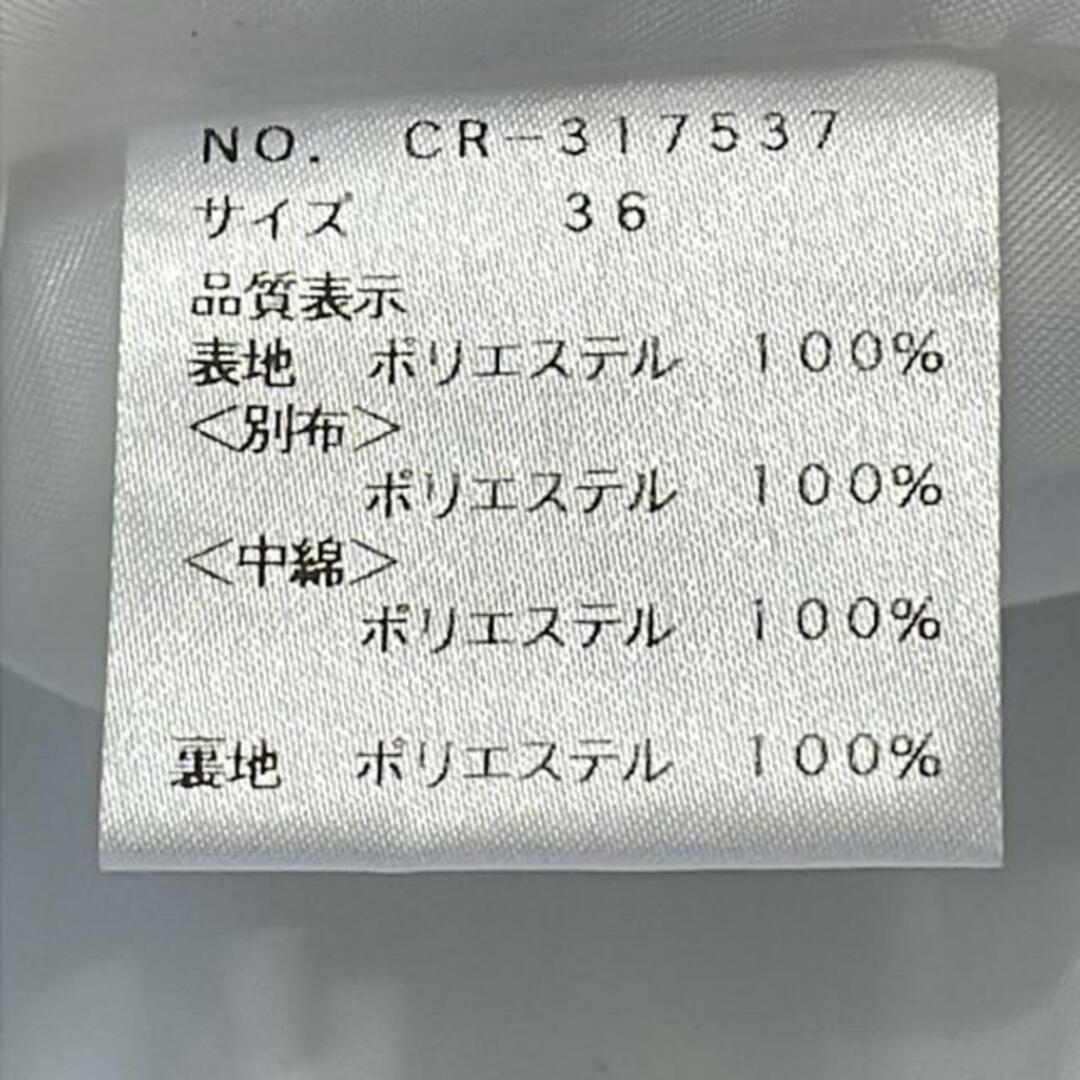 NO. CR-317537
サイズ 36
品質表示
表地 ポリエステル 100%
<別布>
ポリエステル 100%
<中綿>
ポリエステル 100%
裏地 ポリエステル 100%